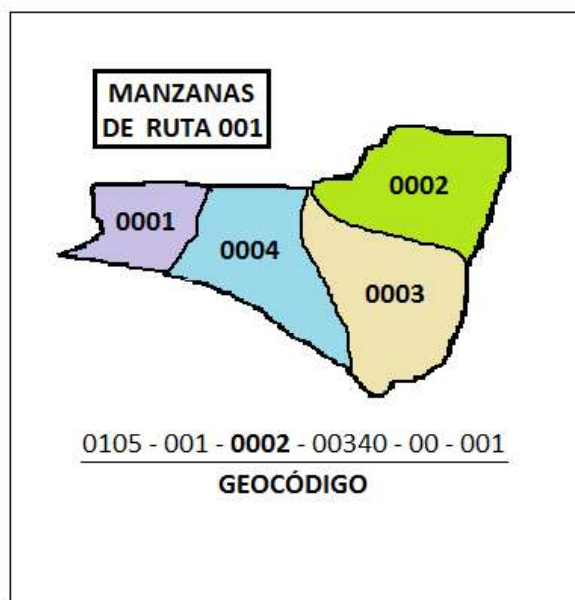 MANZANAS
DE RUTA 001
0002
0001
0004
0003
0105 - 001 - 0002 - 00340 - 00 - 001
GEOCÓDIGO